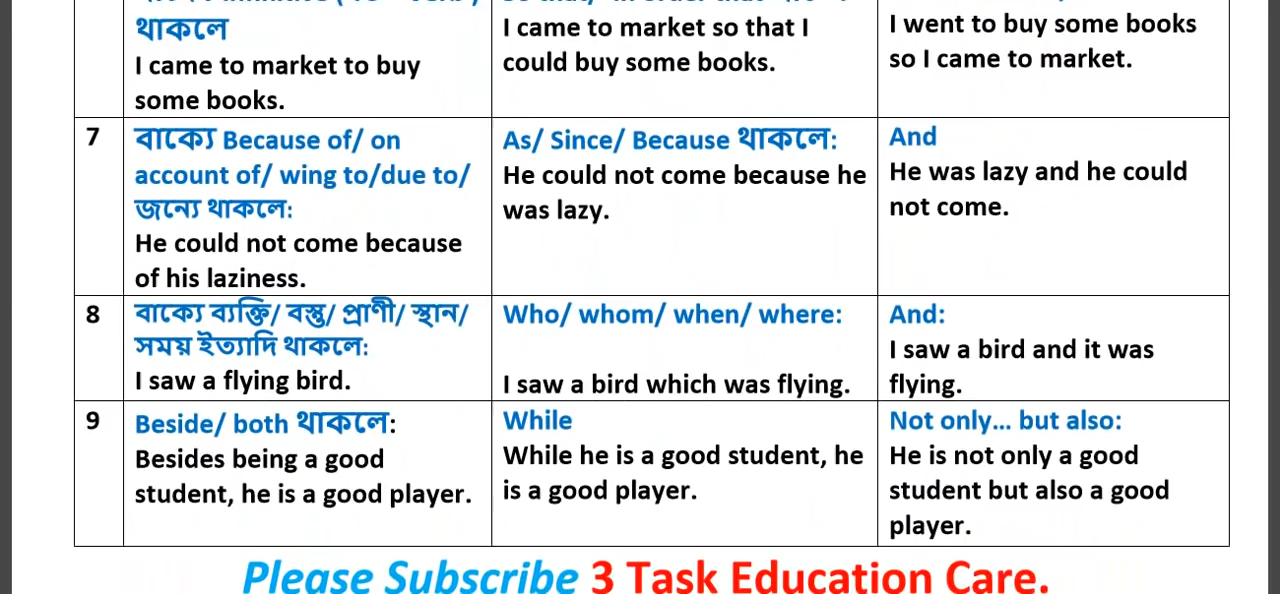 থাকলে
I came to market to buy
some books.
I came to market so that I
could buy some books.
I went to buy some books
so I came to market.
7
বাক্যে Because of/ on
account of/ wing to/due to/
জন্যে থাকলে:
He could not come because
of his laziness.
As/ Since/ Because থাকলে:
He could not come because he
was lazy.
And
He was lazy and he could
not come.
8
বাক্যে ব্যক্তি/ বস্তু/ প্রাণী/ স্থান/
সময় ইত্যাদি থাকলে:
I saw a flying bird.
Who/ whom/ when/ where:
I saw a bird which was flying.
And:
I saw a bird and it was
flying.
9
Beside/ both থাকলে:
Besides being a good
student, he is a good player.
While
While he is a good student, he
is a good player.
Not only... but also:
He is not only a good
student but also a good
player.
Please Subscribe 3 Task Education Care.